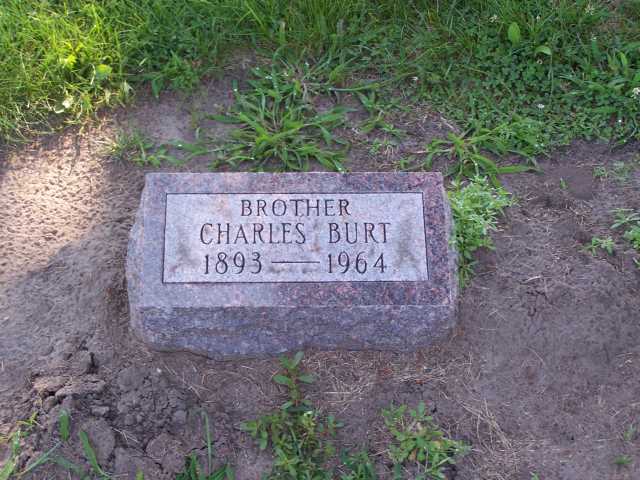 BROTHER
CHARLES BURT
1893 — 1964